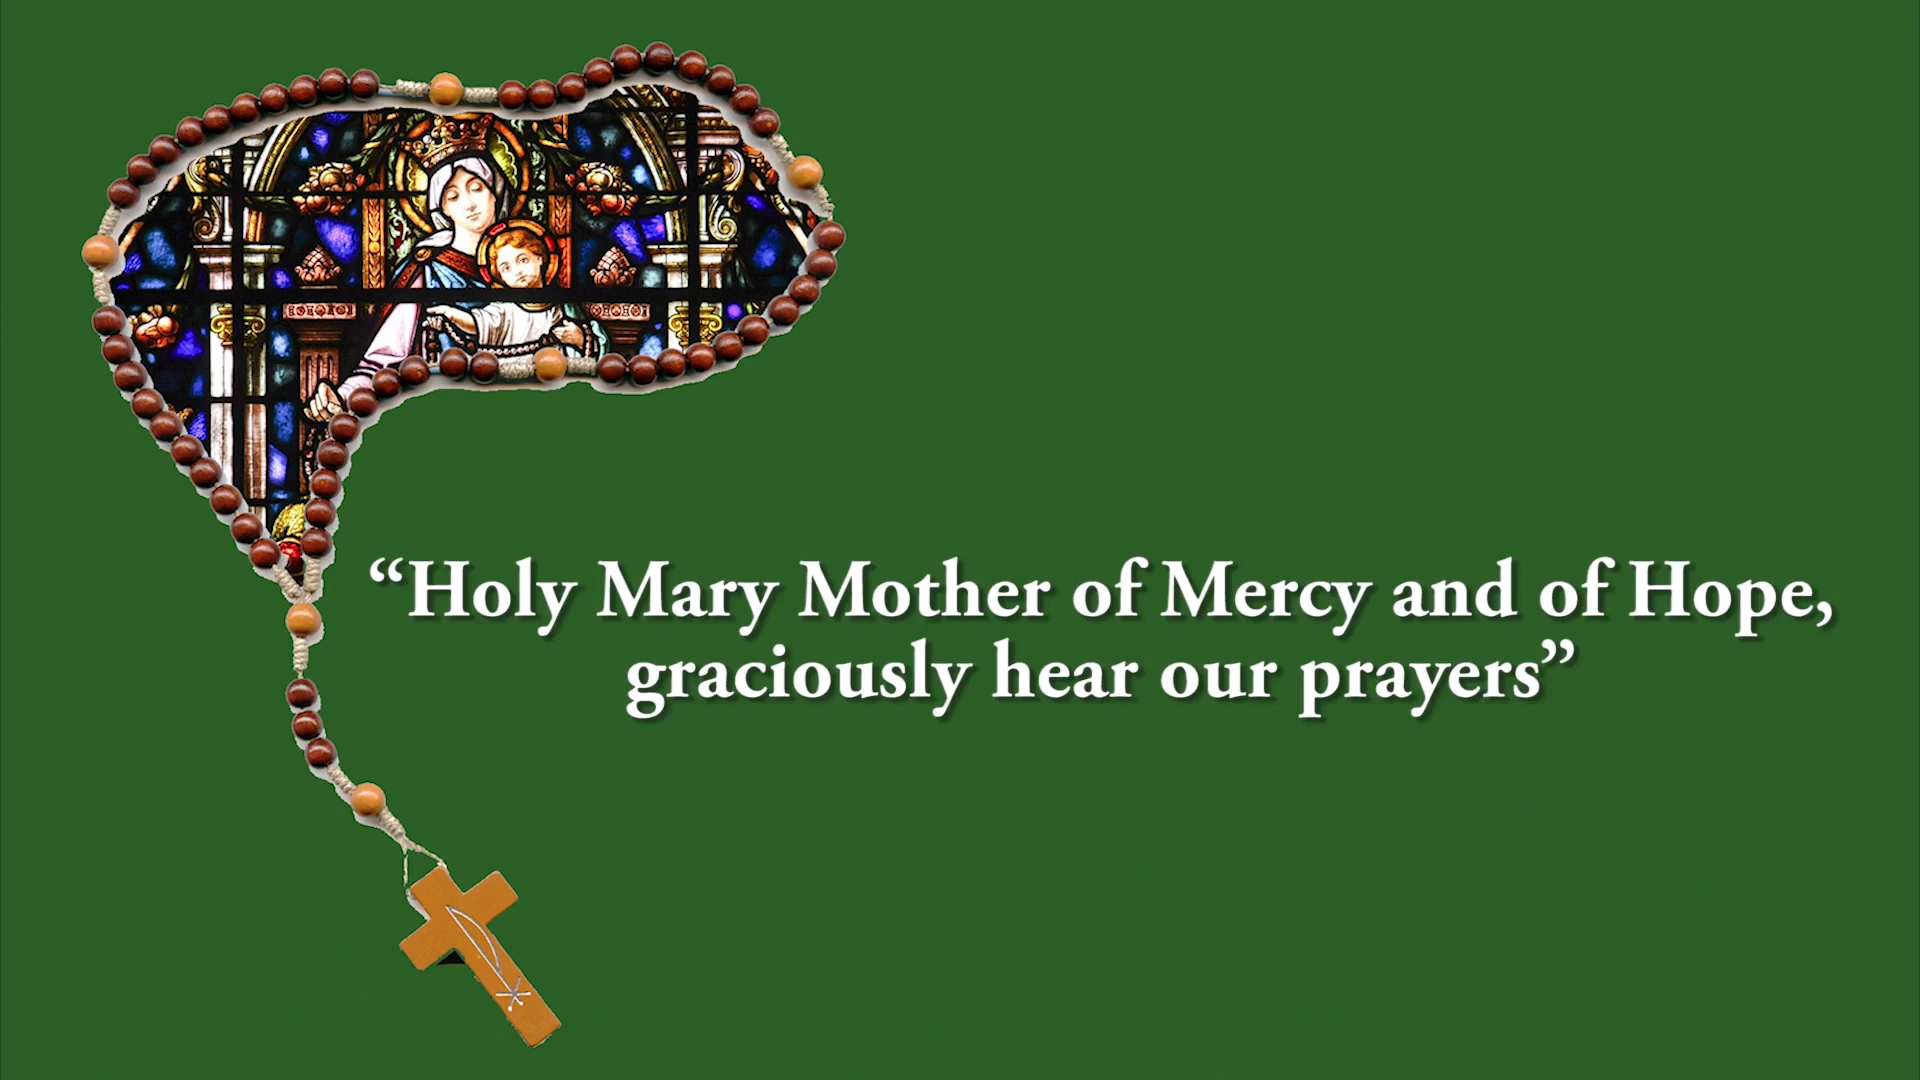 “Holy Mary Mother of Mercy and of Hope,
graciously hear our prayers”